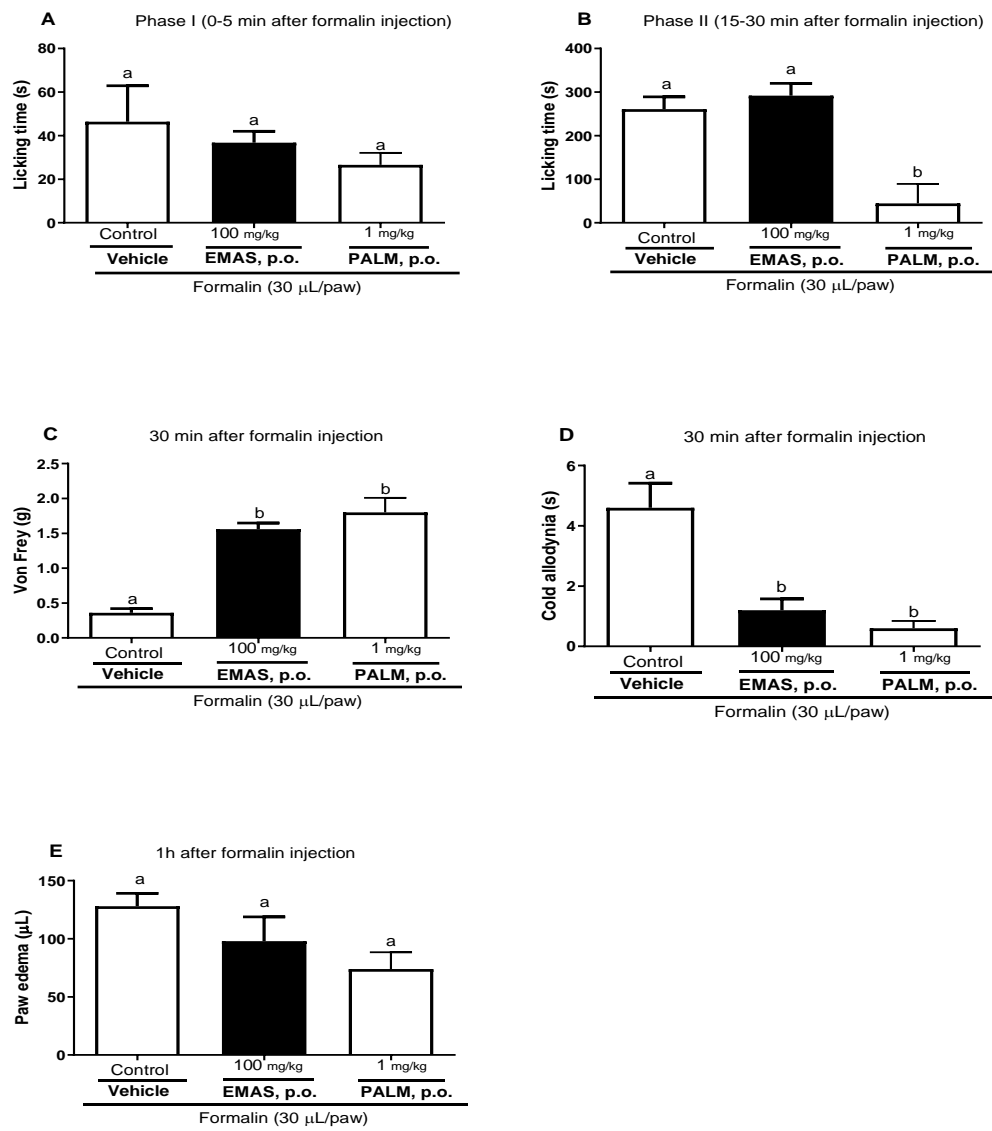 A Phase I (0-5 min after formalin injection)
80
60
40
20
0
Licking time (s)
a a a
Control 100 mg/kg 1 mg/kg
Vehicle EMAS, p.o. PALM, p.o.
Formalin (30 μL/paw)
B Phase II (15-30 min after formalin injection)
400
300
200
100
0
Licking time (s)
a a b
Control 100 mg/kg 1 mg/kg
Vehicle EMAS, p.o. PALM, p.o.
Formalin (30 μL/paw)
C 30 min after formalin injection
2.5
2.0
1.5
1.0
0.5
0.0
Von Frey (g)
a b b
Control 100 mg/kg 1 mg/kg
Vehicle EMAS, p.o. PALM, p.o.
Formalin (30 μL/paw)
D 30 min after formalin injection
6
4
2
0
Cold allodynia (s)
a b b
Control 100 mg/kg 1 mg/kg
Vehicle EMAS, p.o. PALM, p.o.
Formalin (30 μL/paw)
E 1h after formalin injection
150
100
50
0
Paw edema (μL)
a a a
Control 100 mg/kg 1 mg/kg
Vehicle EMAS, p.o. PALM, p.o.
Formalin (30 μL/paw)